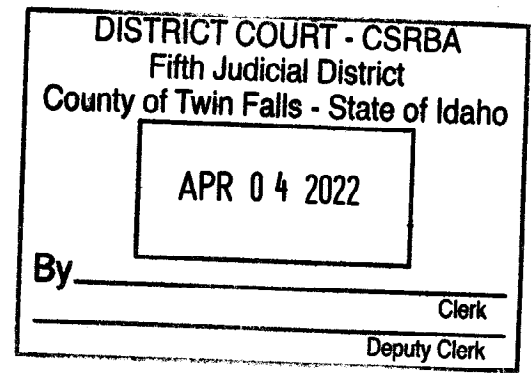 DISTRICT COURT - CSRBA
Fifth Judicial District
County of Twin Falls - State of Idaho
APR 04 2022
By
Clerk
Deputy Clerk